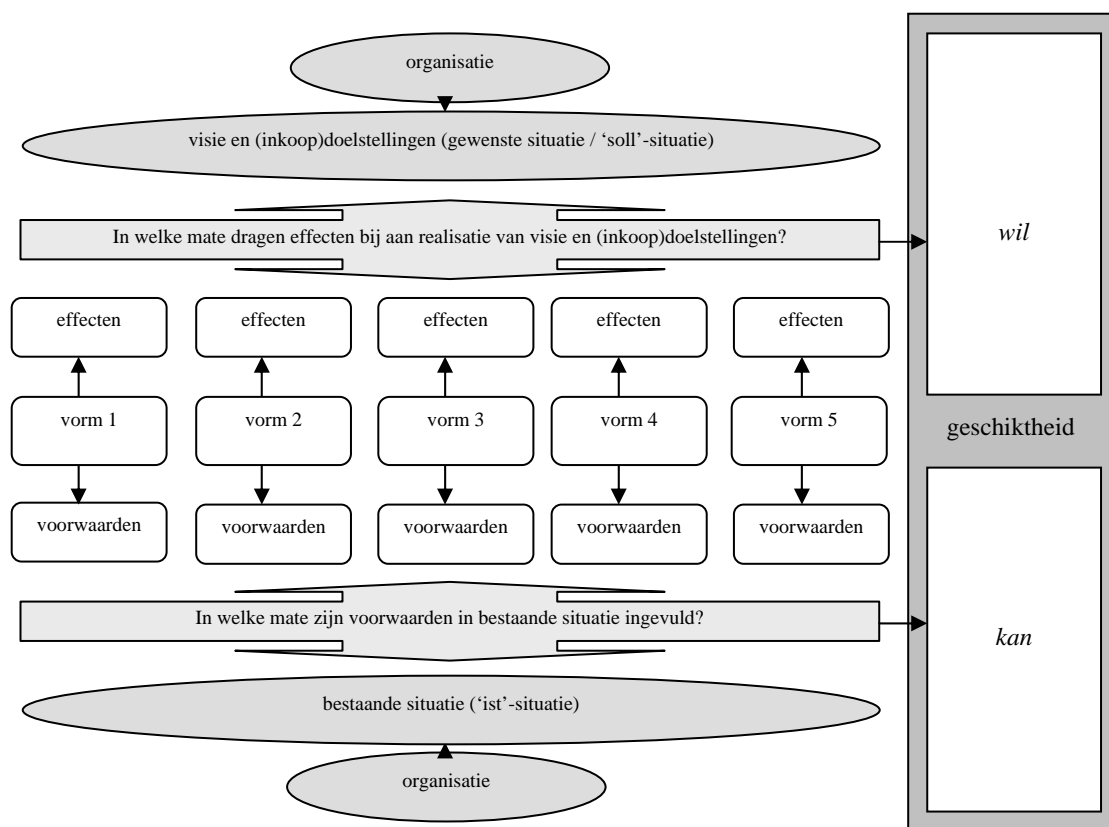 organisatie
visie en (inkoop)doelstellingen (gewenste situatie / ‘soll’-situatie)
In welke mate dragen effecten bij aan realisatie van visie en (inkoop)doelstellingen?
wil
effecten
effecten
effecten
effecten
effecten
vorm 1
vorm 2
vorm 3
vorm 4
vorm 5
geschiktheid
voorwaarden
voorwaarden
voorwaarden
voorwaarden
voorwaarden
In welke mate zijn voorwaarden in bestaande situatie ingevuld?
kan
bestaande situatie (‘ist’-situatie)
organisatie